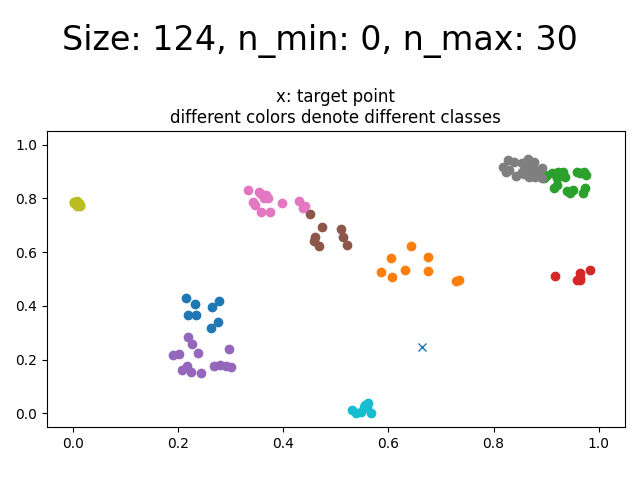 Size: 124, n_min: 0, n_max: 30
x: target point
different colors denote different classes
1.0
0.8
0.6
0.4
0.2
0.0
0.0 0.2 0.4 0.6 0.8 1.0